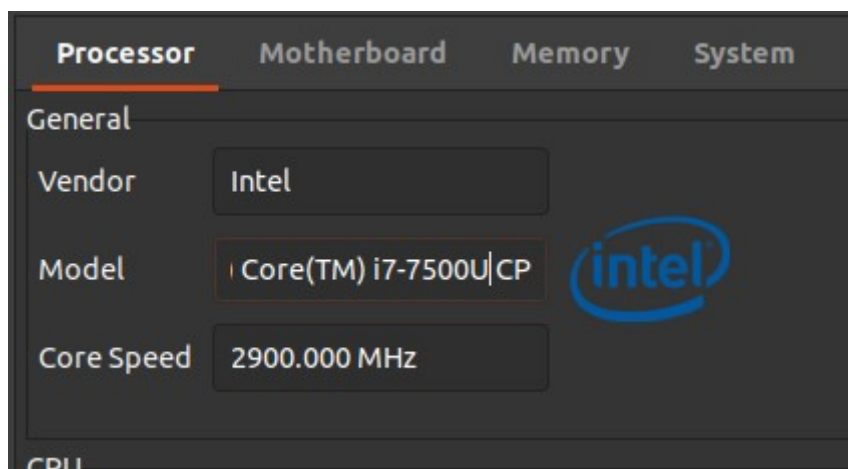 Processor Motherboard Memory System
General
Vendor Intel
Model Core(TM) i7-7500U CP
intel
Core Speed 2900.000 MHz
CPU